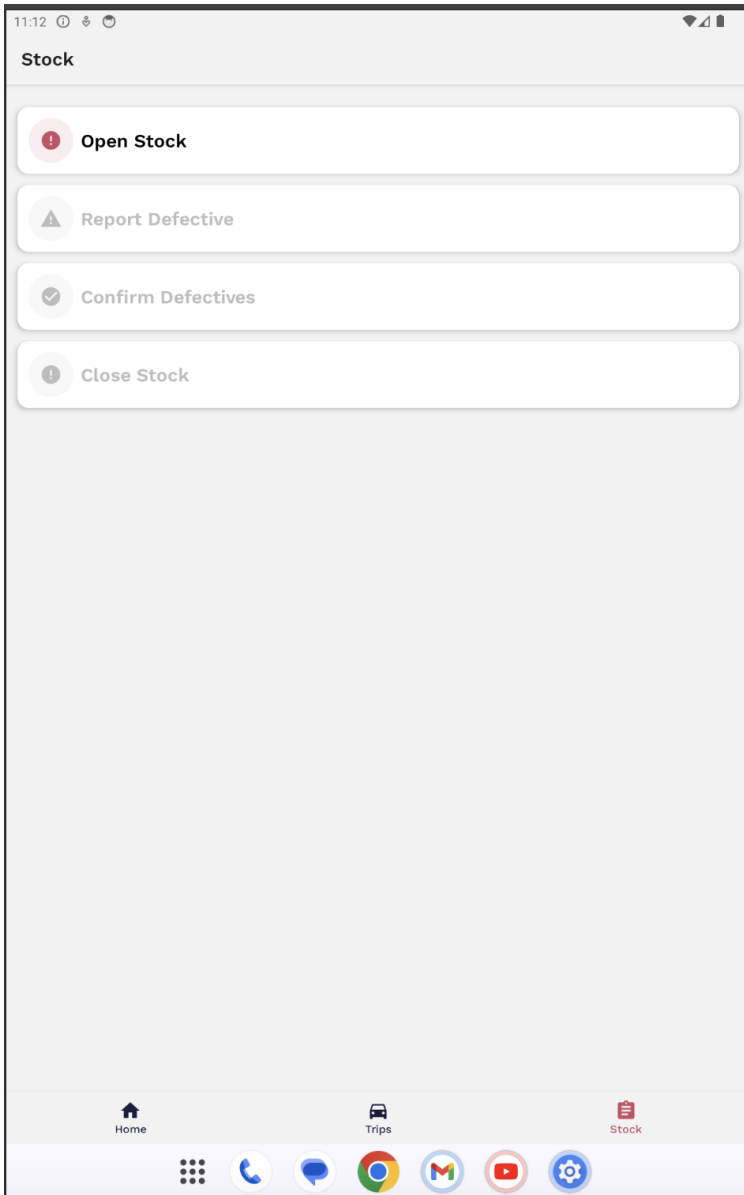 11:12
Stock
Open Stock
Report Defective
Confirm Defectives
Close Stock
Home
Trips
Stock